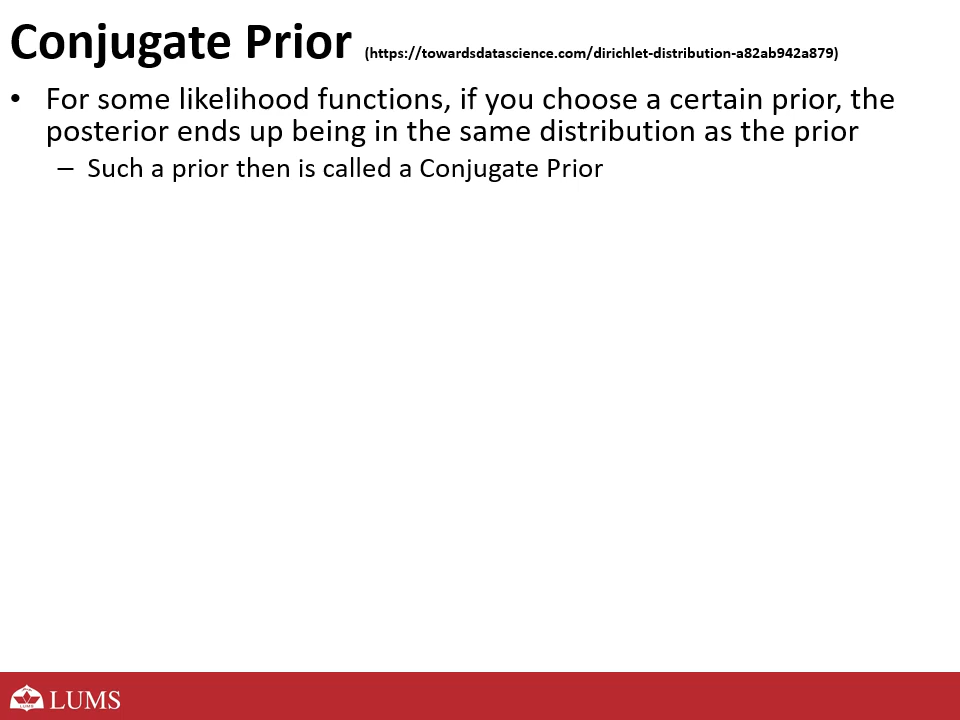 Conjugate Prior (https://towardsdatascience.com/dirichlet-distribution-a82ab942a879)
• For some likelihood functions, if you choose a certain prior, the
posterior ends up being in the same distribution as the prior
– Such a prior then is called a Conjugate Prior
LUMS